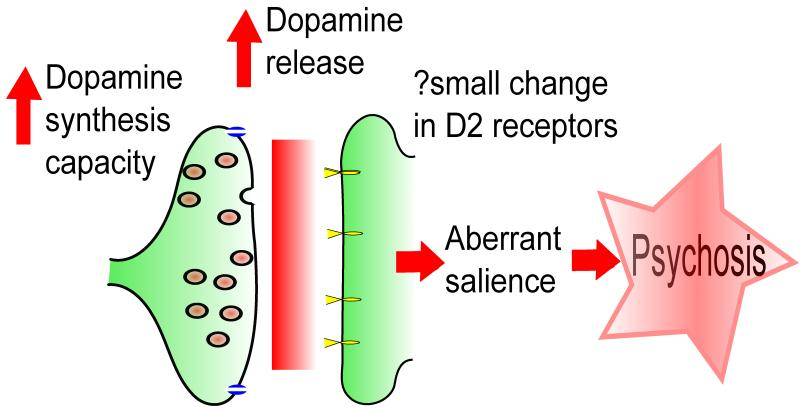 Dopamine
release
Dopamine
synthesis
capacity
?small change
in D2 receptors
Aberrant
salience
Psychosis